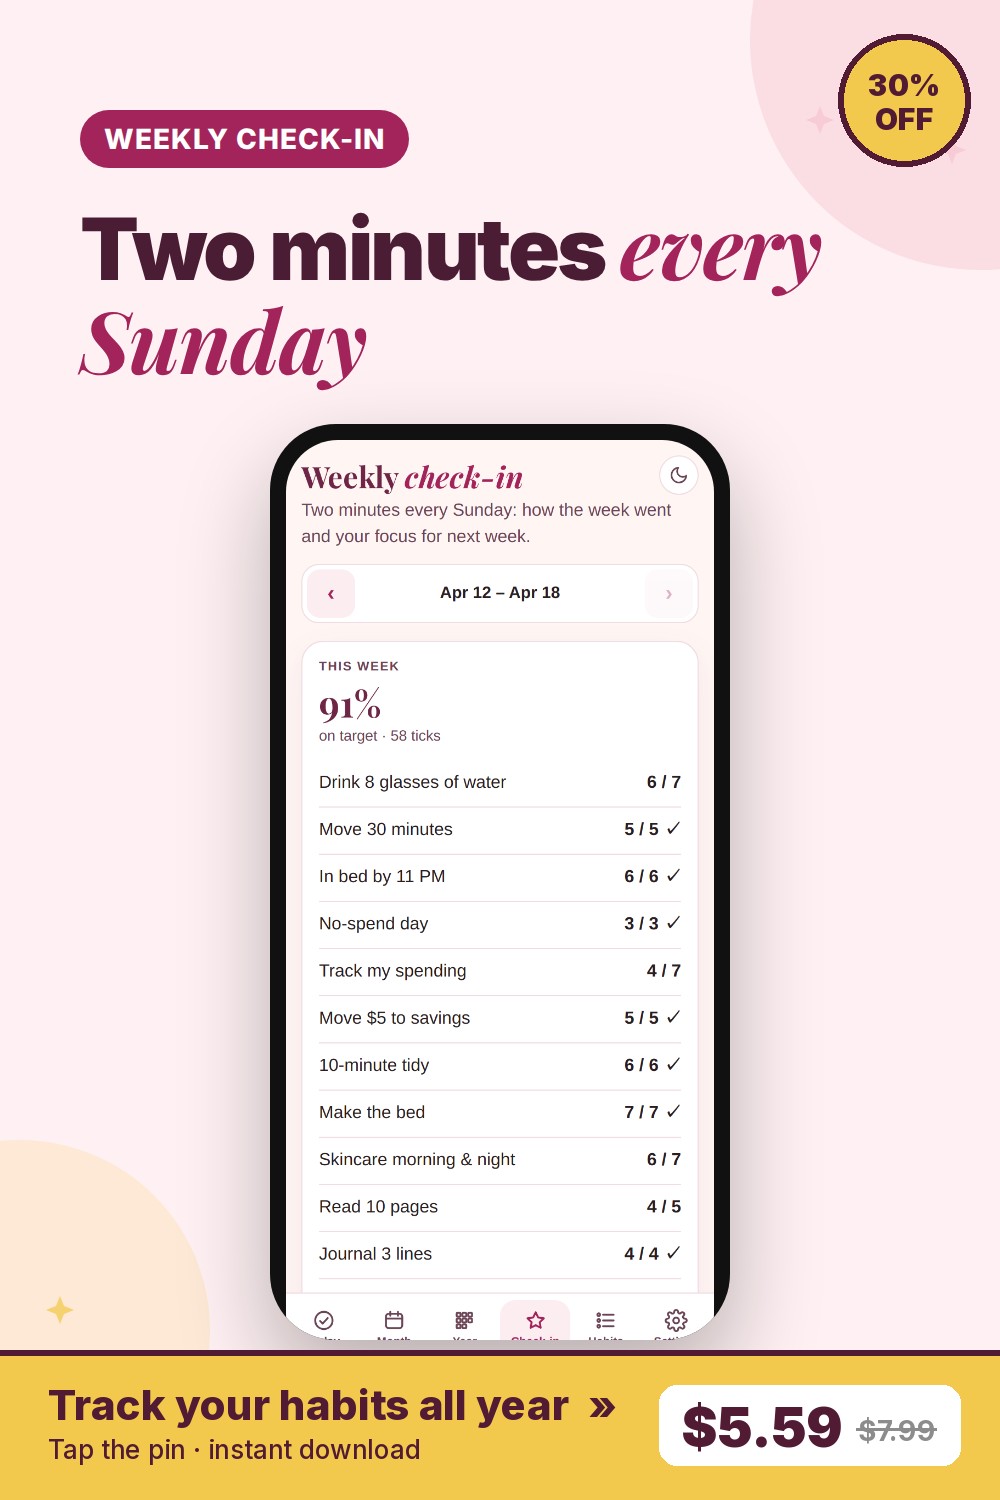 30%
OFF
WEEKLY CHECK-IN
Two minutes every
Sunday
Weekly check-in
Two minutes every Sunday: how the week went
and your focus for next week.
‹ Apr 12 – Apr 18 ›
THIS WEEK
91%
on target · 58 ticks
Drink 8 glasses of water 6 / 7
Move 30 minutes 5 / 5 ✓
In bed by 11 PM 6 / 6 ✓
No-spend day 3 / 3 ✓
Track my spending 4 / 7
Move $5 to savings 5 / 5 ✓
10-minute tidy 6 / 6 ✓
Make the bed 7 / 7 ✓
Skincare morning & night 6 / 7
Read 10 pages 4 / 5
Journal 3 lines 4 / 4 ✓
Month Year Check-in Habits
Track your habits all year »
Tap the pin · instant download
$5.59 $7.99